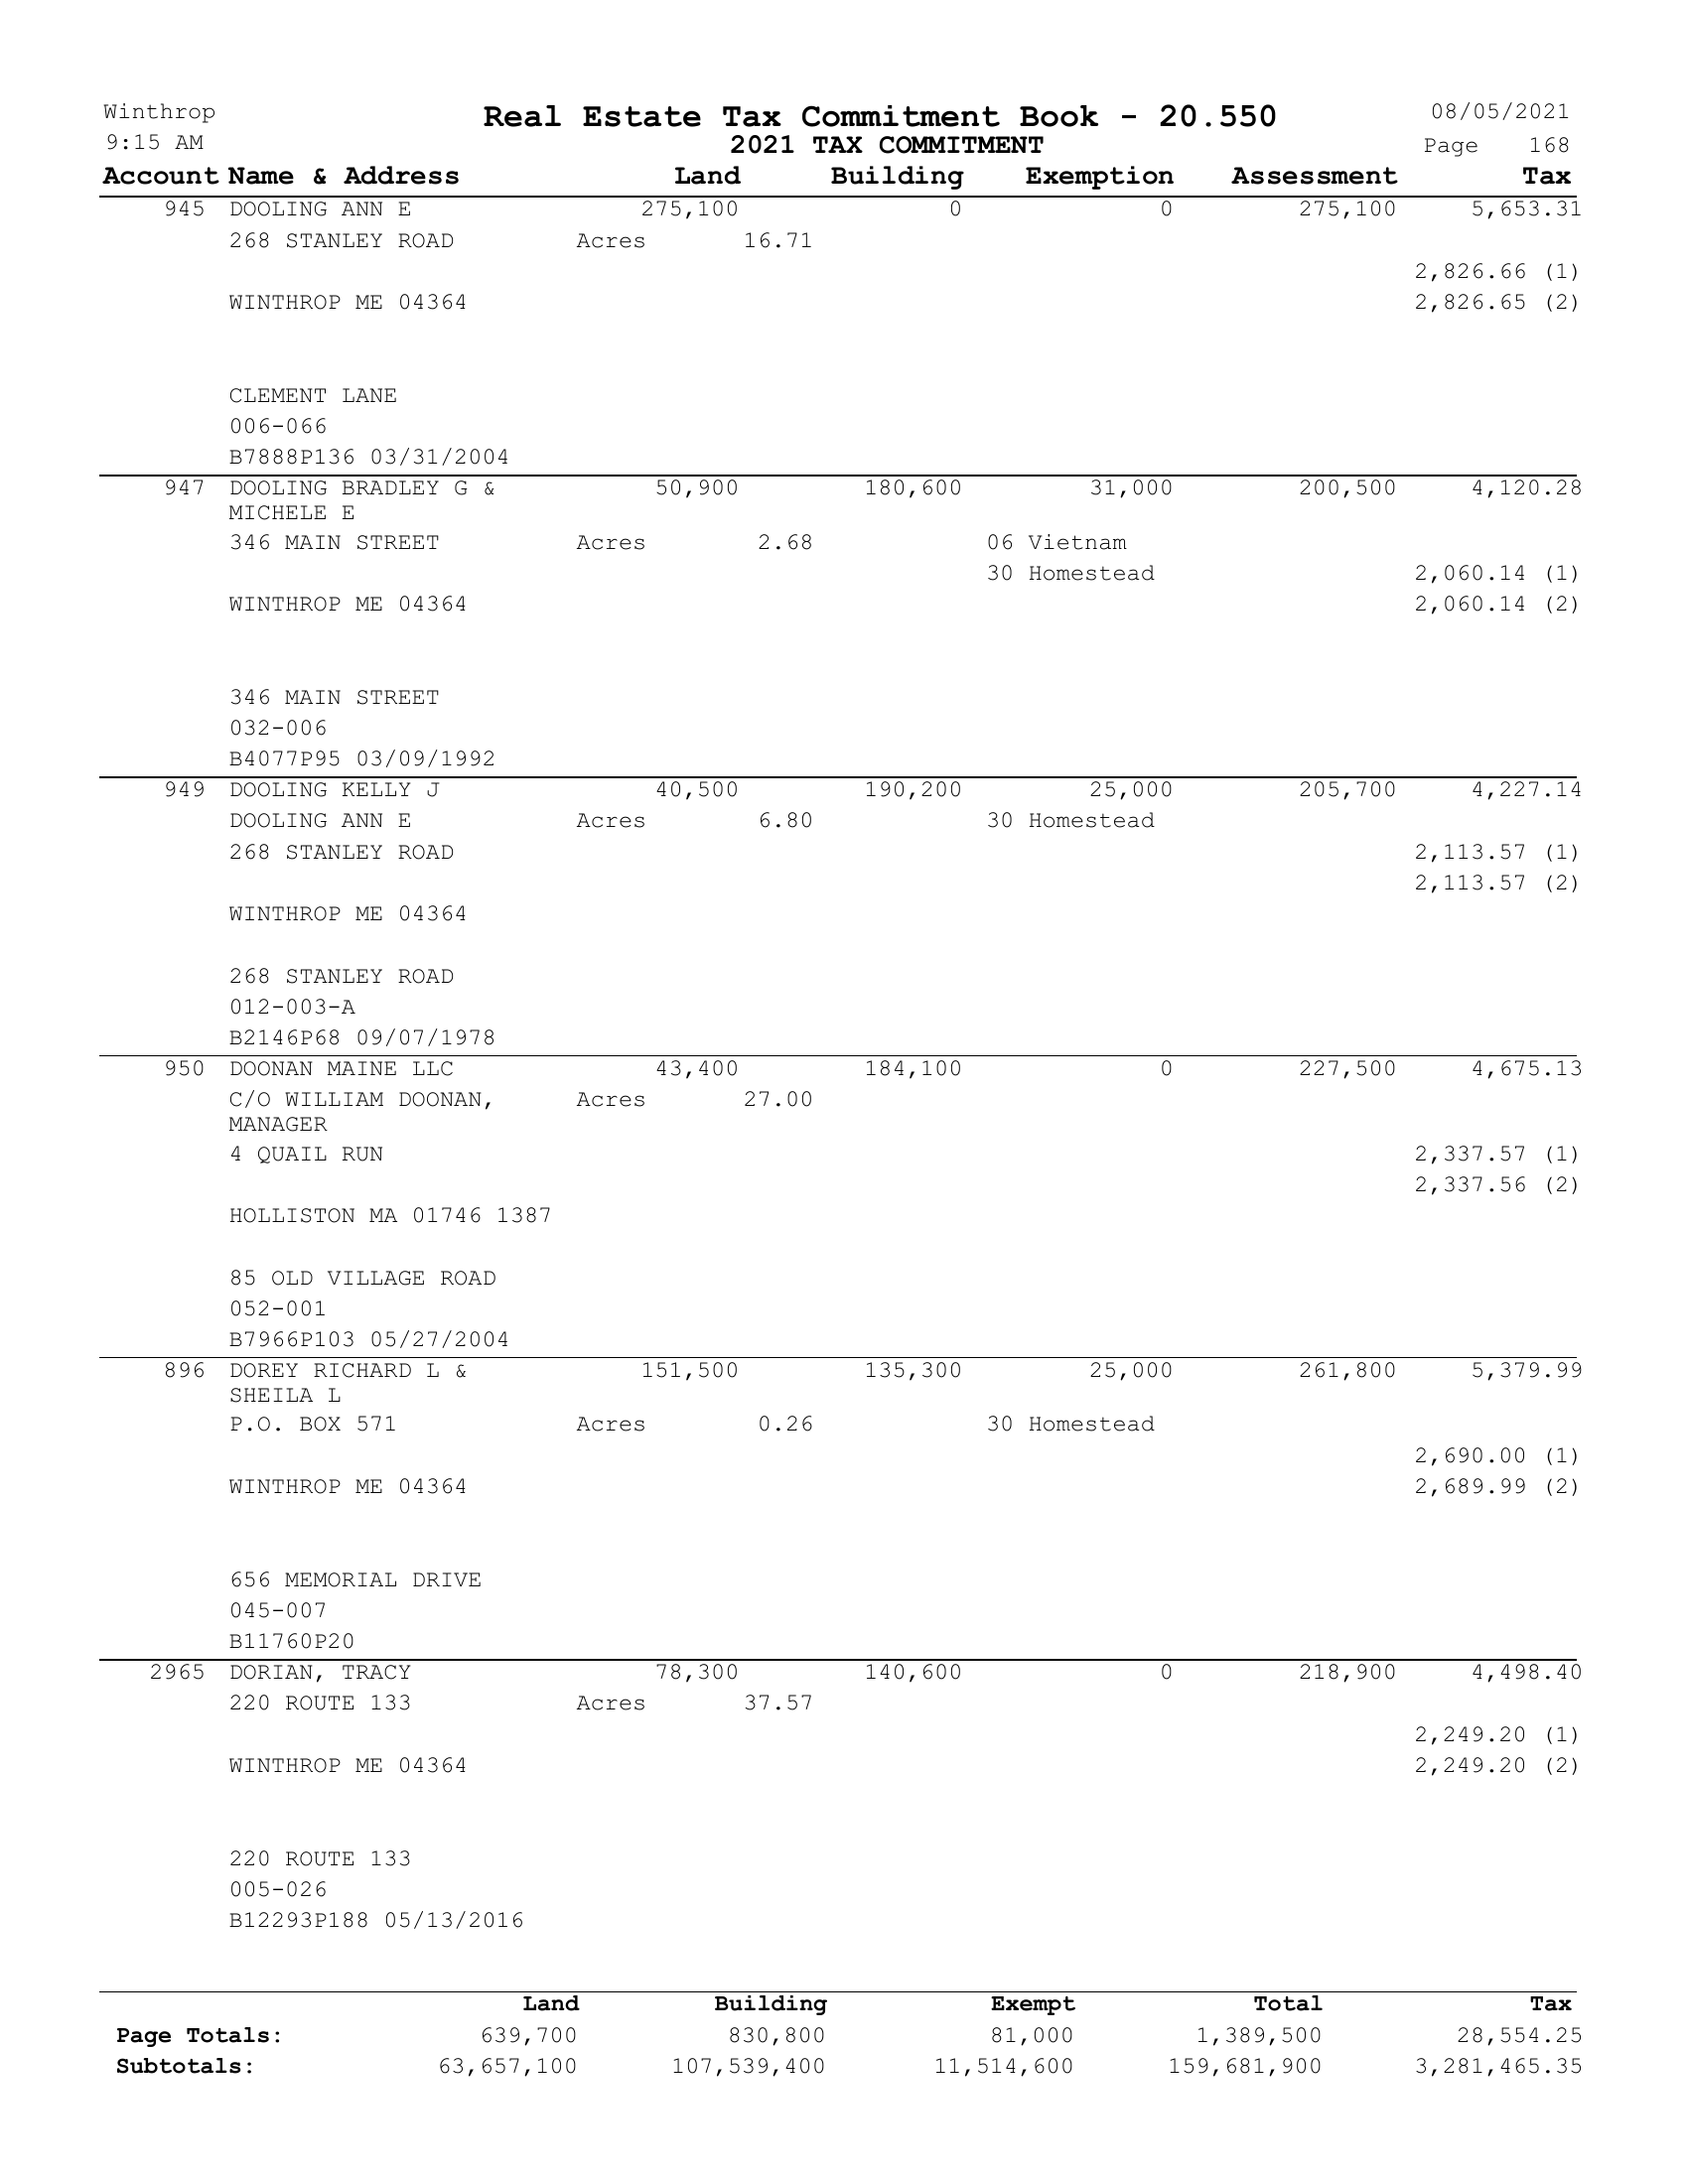 Winthrop Real Estate Tax Commitment Book - 20.550 08/05/2021
9:15 AM 2021 TAX COMMITMENT Page 168
Account Name & Address Land Building Exemption Assessment Tax
945 DOOLING ANN E 275,100 0 0 275,100 5,653.31
268 STANLEY ROAD Acres 16.71
2,826.66 (1)
WINTHROP ME 04364 2,826.65 (2)
CLEMENT LANE
006-066
B7888P136 03/31/2004
947 DOOLING BRADLEY G & 50,900 180,600 31,000 200,500 4,120.28
MICHELE E
346 MAIN STREET Acres 2.68 06 Vietnam
30 Homestead 2,060.14 (1)
WINTHROP ME 04364 2,060.14 (2)
346 MAIN STREET
032-006
B4077P95 03/09/1992
949 DOOLING KELLY J 40,500 190,200 25,000 205,700 4,227.14
DOOLING ANN E Acres 6.80 30 Homestead
268 STANLEY ROAD 2,113.57 (1)
2,113.57 (2)
WINTHROP ME 04364
268 STANLEY ROAD
012-003-A
B2146P68 09/07/1978
950 DOONAN MAINE LLC 43,400 184,100 0 227,500 4,675.13
C/O WILLIAM DOONAN, Acres 27.00
MANAGER
4 QUAIL RUN 2,337.57 (1)
2,337.56 (2)
HOLLISTON MA 01746 1387
85 OLD VILLAGE ROAD
052-001
B7966P103 05/27/2004
896 DOREY RICHARD L & 151,500 135,300 25,000 261,800 5,379.99
SHEILA L
P.O. BOX 571 Acres 0.26 30 Homestead
2,690.00 (1)
WINTHROP ME 04364 2,689.99 (2)
656 MEMORIAL DRIVE
045-007
B11760P20
2965 DORIAN, TRACY 78,300 140,600 0 218,900 4,498.40
220 ROUTE 133 Acres 37.57
2,249.20 (1)
WINTHROP ME 04364 2,249.20 (2)
220 ROUTE 133
005-026
B12293P188 05/13/2016
Land Building Exempt Total Tax
Page Totals: 639,700 830,800 81,000 1,389,500 28,554.25
Subtotals: 63,657,100 107,539,400 11,514,600 159,681,900 3,281,465.35